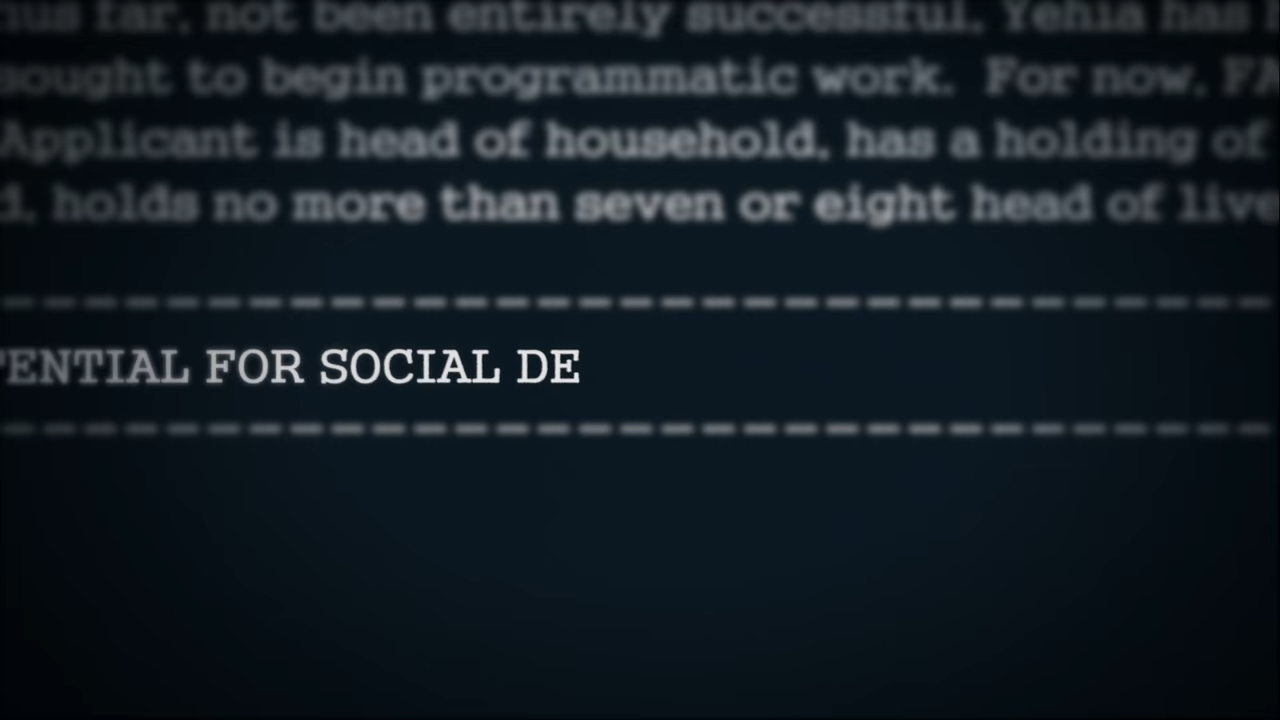 hus far, not been entirely successful, Yehia has
sought to begin programmatic work. For now, FA
Applicant is head of household, has a holding of
d, holds no more than seven or eight head of live
TENTIAL FOR SOCIAL DE